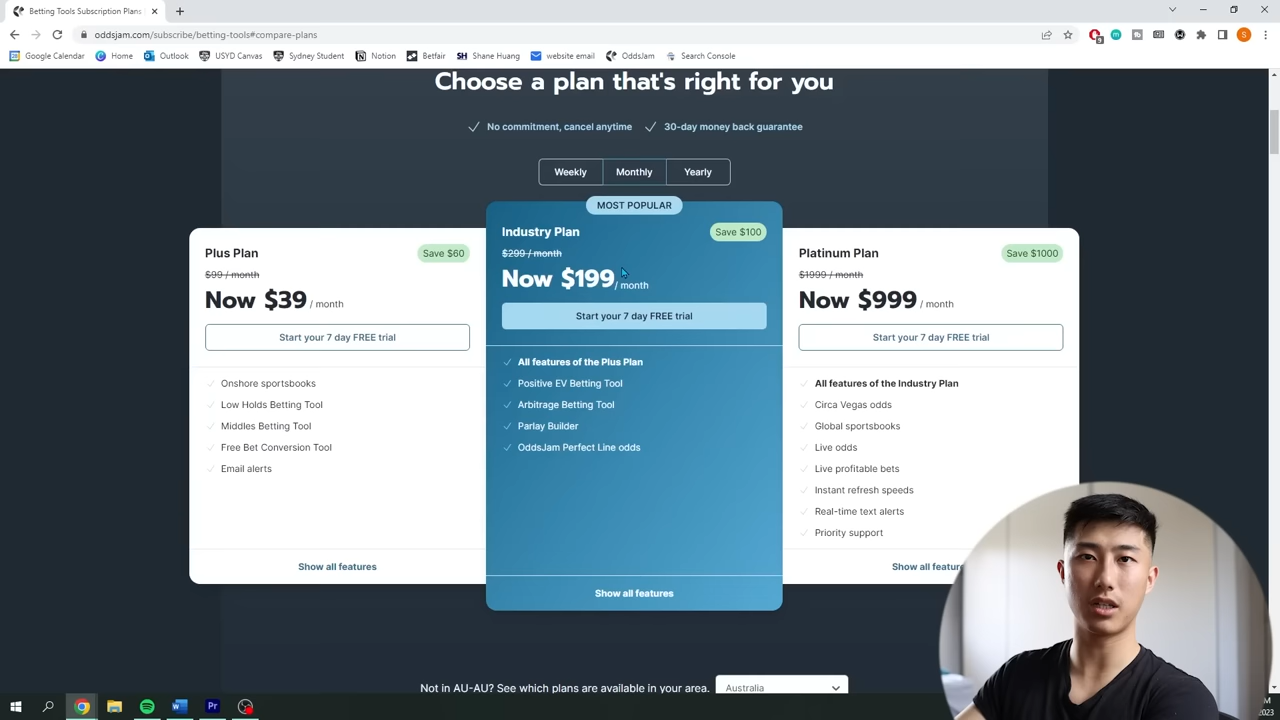 Betting Tools Subscription Plans
oddsjam.com/subscribe/betting-tools#compare-plans
Google Calendar Home Outlook USYD Canvas Sydney Student Notion Betfair Shane Huang website email OddsJam Search Console
Choose a plan that's right for you
No commitment, cancel anytime 30-day money back guarantee
Weekly Monthly Yearly
MOST POPULAR
Plus Plan Save $60
$99 / month
Now $39 / month
Start your 7 day FREE trial
Onshore sportsbooks
Low Holds Betting Tool
Middles Betting Tool
Free Bet Conversion Tool
Email alerts
Show all features
Industry Plan Save $100
$299 / month
Now $199 / month
Start your 7 day FREE trial
All features of the Plus Plan
Positive EV Betting Tool
Arbitrage Betting Tool
Parlay Builder
OddsJam Perfect Line odds
Show all features
Platinum Plan Save $1000
$1999 / month
Now $999 / month
Start your 7 day FREE trial
All features of the Industry Plan
Circa Vegas odds
Global sportsbooks
Live odds
Live profitable bets
Instant refresh speeds
Real-time text alerts
Priority support
Show all
Not in AU-AU? See which plans are available in your area. Australia